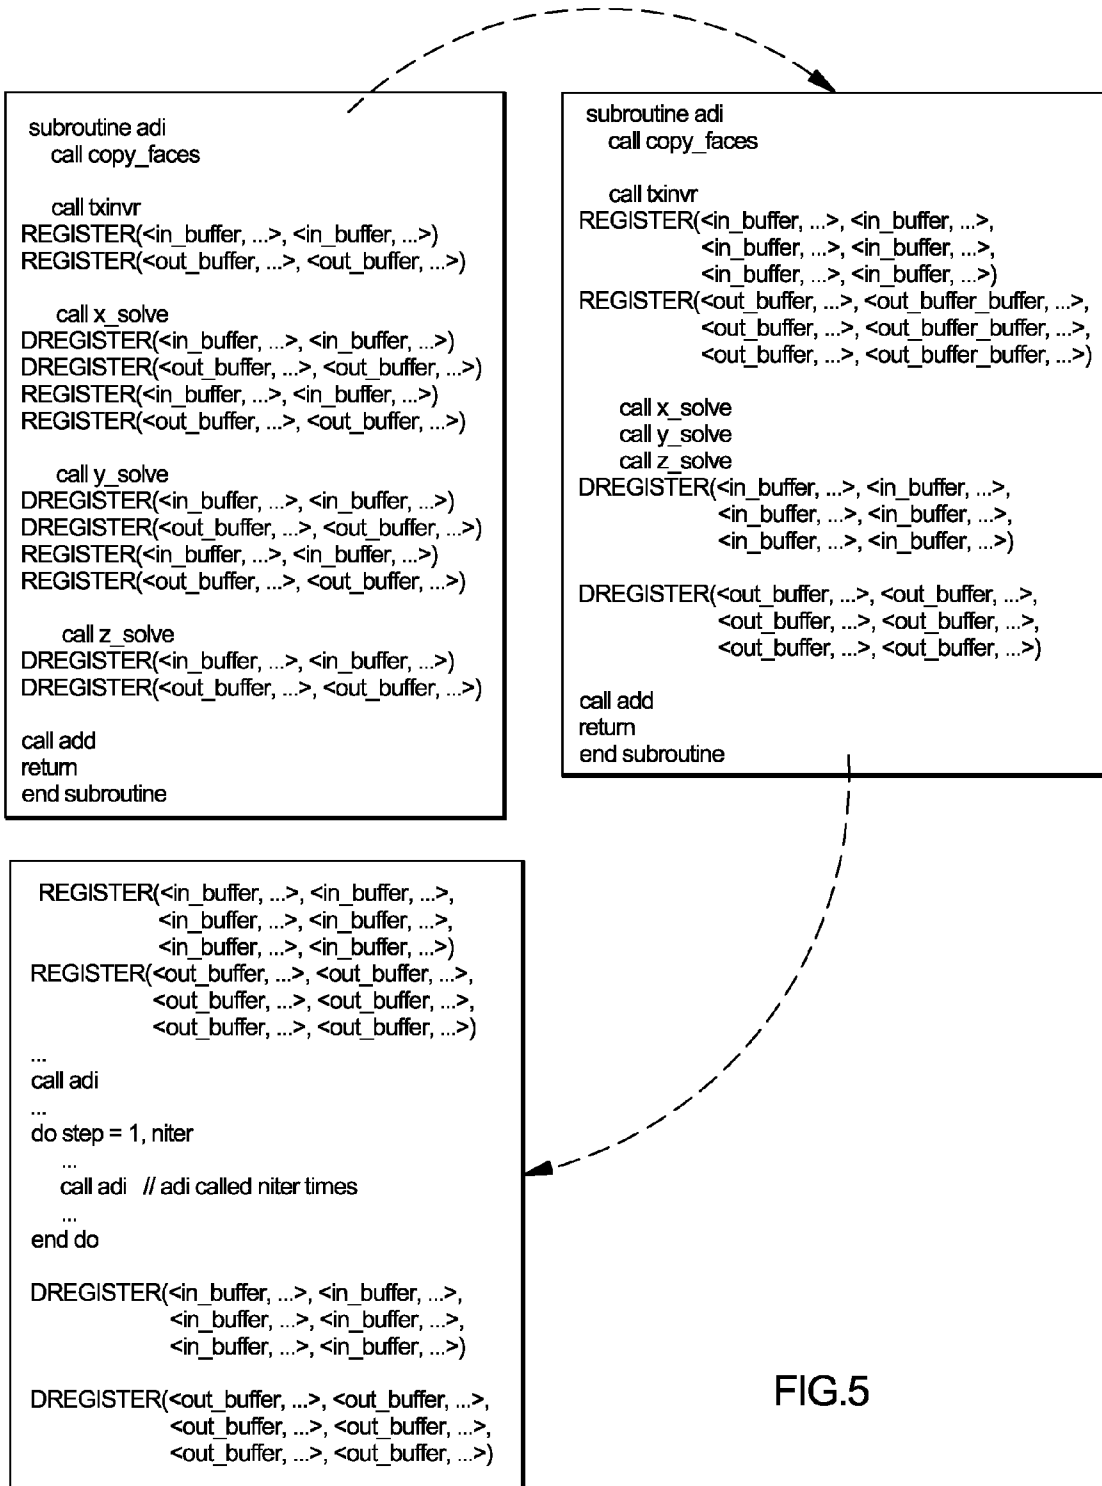 subroutine adi
call copy_faces
call txinvr
REGISTER(<in_buffer, ...>, <in_buffer, ...>)
REGISTER(<out_buffer, ...>, <out_buffer, ...>)
call x_solve
DREGISTER(<in_buffer, ...>, <in_buffer, ...>)
DREGISTER(<out_buffer, ...>, <out_buffer, ...>)
REGISTER(<in_buffer, ...>, <in_buffer, ...>)
REGISTER(<out_buffer, ...>, <out_buffer, ...>)
call y_solve
DREGISTER(<in_buffer, ...>, <in_buffer, ...>)
DREGISTER(<out_buffer, ...>, <out_buffer, ...>)
REGISTER(<in_buffer, ...>, <in_buffer, ...>)
REGISTER(<out_buffer, ...>, <out_buffer, ...>)
call z_solve
DREGISTER(<in_buffer, ...>, <in_buffer, ...>)
DREGISTER(<out_buffer, ...>, <out_buffer, ...>)
call add
return
end subroutine
subroutine adi
call copy_faces
call txinvr
REGISTER(<in_buffer, ...>, <in_buffer, ...>,
<in_buffer, ...>, <in_buffer, ...>,
<in_buffer, ...>, <in_buffer, ...>)
REGISTER(<out_buffer, ...>, <out_buffer_buffer, ...>,
<out_buffer, ...>, <out_buffer_buffer, ...>,
<out_buffer, ...>, <out_buffer_buffer, ...>)
call x_solve
call y_solve
call z_solve
DREGISTER(<in_buffer, ...>, <in_buffer, ...>,
<in_buffer, ...>, <in_buffer, ...>,
<in_buffer, ...>, <in_buffer, ...>)
DREGISTER(<out_buffer, ...>, <out_buffer, ...>,
<out_buffer, ...>, <out_buffer, ...>,
<out_buffer, ...>, <out_buffer, ...>)
call add
return
end subroutine
REGISTER(<in_buffer, ...>, <in_buffer, ...>,
<in_buffer, ...>, <in_buffer, ...>,
<in_buffer, ...>, <in_buffer, ...>)
REGISTER(<out_buffer, ...>, <out_buffer, ...>,
<out_buffer, ...>, <out_buffer, ...>,
<out_buffer, ...>, <out_buffer, ...>)
...
call adi
...
do step = 1, niter
...
call adi // adi called niter times
...
end do
DREGISTER(<in_buffer, ...>, <in_buffer, ...>,
<in_buffer, ...>, <in_buffer, ...>,
<in_buffer, ...>, <in_buffer, ...>)
DREGISTER(<out_buffer, ...>, <out_buffer, ...>,
<out_buffer, ...>, <out_buffer, ...>,
<out_buffer, ...>, <out_buffer, ...>)
FIG.5